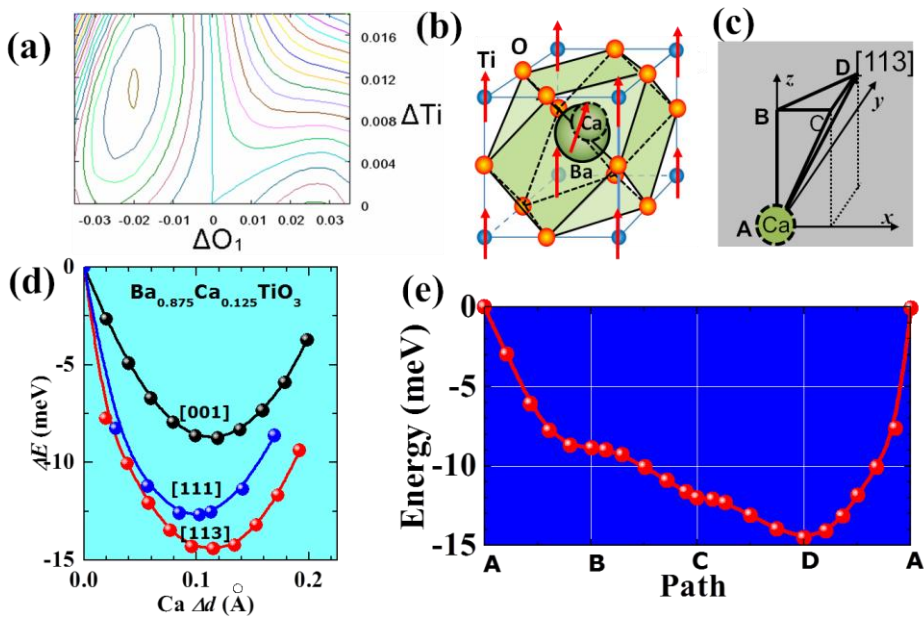 (a)
0.016
0.012
0.008
0.004
0
ΔTi
-0.03
-0.02
-0.01
0
0.01
0.02
0.03
ΔO₁
(b)
Ti
O
Ca
Ba
(c)
D
[113]
z
y
B
C
A
Ca
x
(d)
Ba₀.₈₇₅Ca₀.₁₂₅TiO₃
0
-5
-10
-15
ΔE (meV)
[001]
[111]
[113]
0.0
0.1
0.2
Ca Δd (Å)
(e)
0
-5
-10
-15
Energy (meV)
A
B
C
D
A
Path